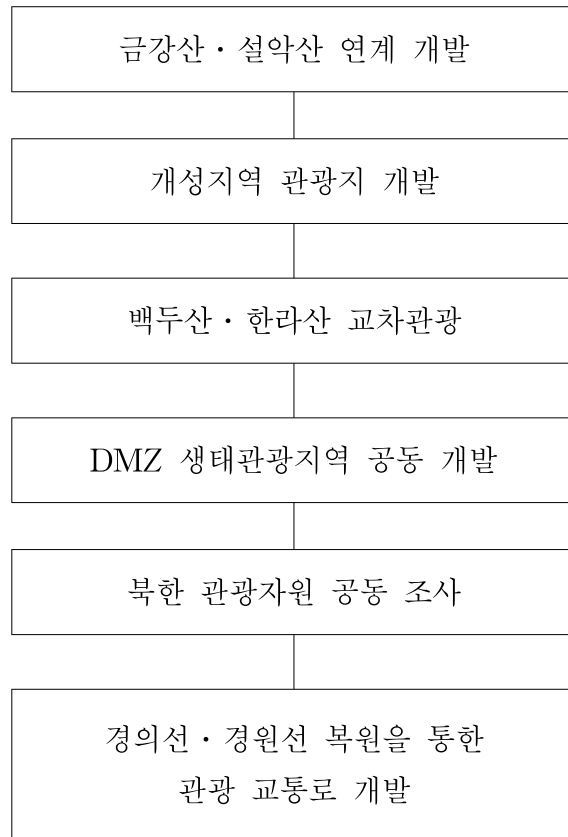 금강산·설악산 연계 개발
개성지역 관광지 개발
백두산·한라산 교차관광
DMZ 생태관광지역 공동 개발
북한 관광자원 공동 조사
경의선·경원선 복원을 통한
관광 교통로 개발